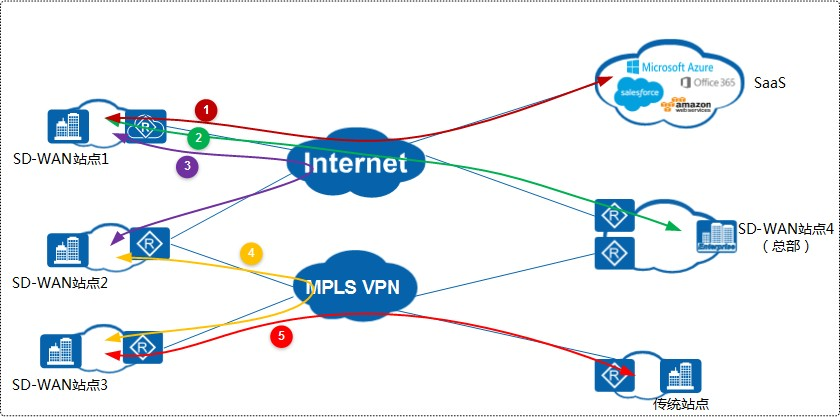 Microsoft Azure
salesforce
Office 365
amazon
webservices
SaaS
1
R
SD-WAN站点1
2
3
Internet
R
SD-WAN站点4
(总部)
Enterprise
R
R
SD-WAN站点2
4
MPLS VPN
5
R
SD-WAN站点3
R
传统站点